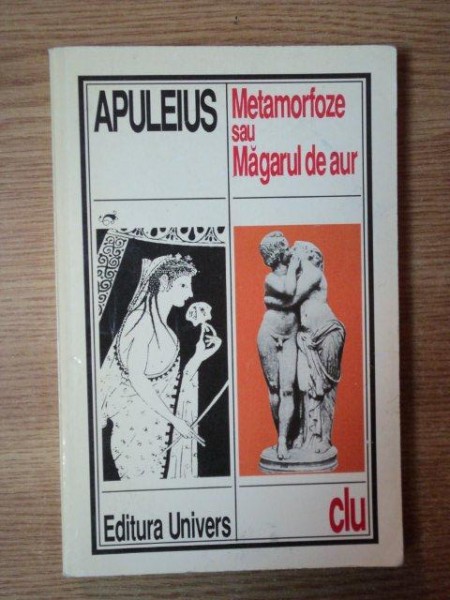 APULEIUS
Metamorfoze
sau
Măgarul de aur
Editura Univers
clu